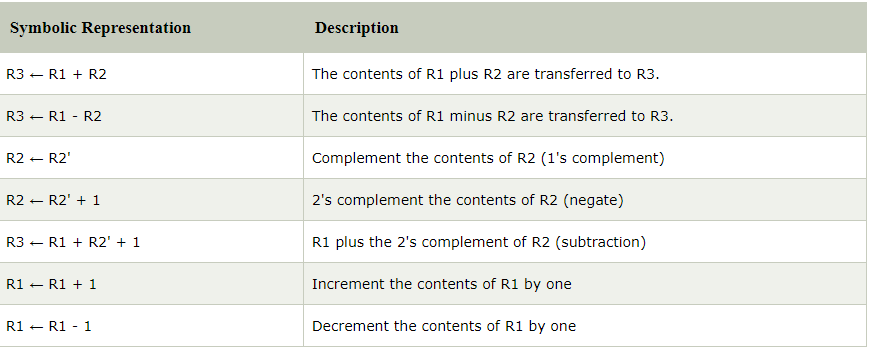 Symbolic Representation Description
R3 ← R1 + R2 The contents of R1 plus R2 are transferred to R3.
R3 ← R1 - R2 The contents of R1 minus R2 are transferred to R3.
R2 ← R2' Complement the contents of R2 (1's complement)
R2 ← R2' + 1 2's complement the contents of R2 (negate)
R3 ← R1 + R2' + 1 R1 plus the 2's complement of R2 (subtraction)
R1 ← R1 + 1 Increment the contents of R1 by one
R1 ← R1 - 1 Decrement the contents of R1 by one